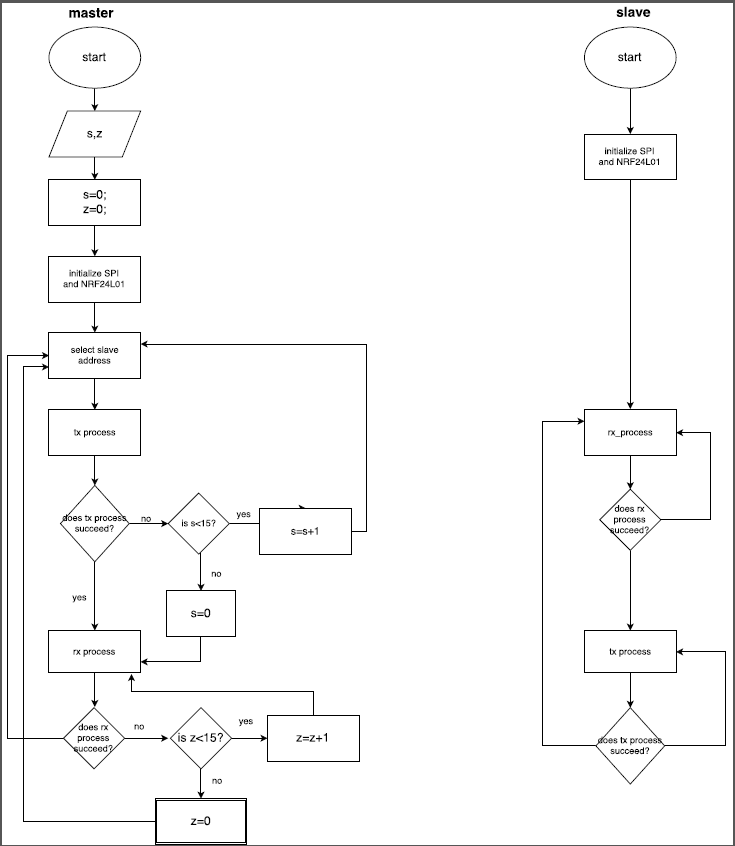 master
start
s,z
s=0;
z=0;
initialize SPI
and NRF24L01
select slave
address
tx process
does tx process
succeed?
no
is s<15?
yes
s=s+1
no
s=0
yes
rx process
does rx
process
succeed?
no
is z<15?
yes
z=z+1
no
z=0
slave
start
initialize SPI
and NRF24L01
rx_process
does rx
process
succeed?
tx process
does tx process
succeed?